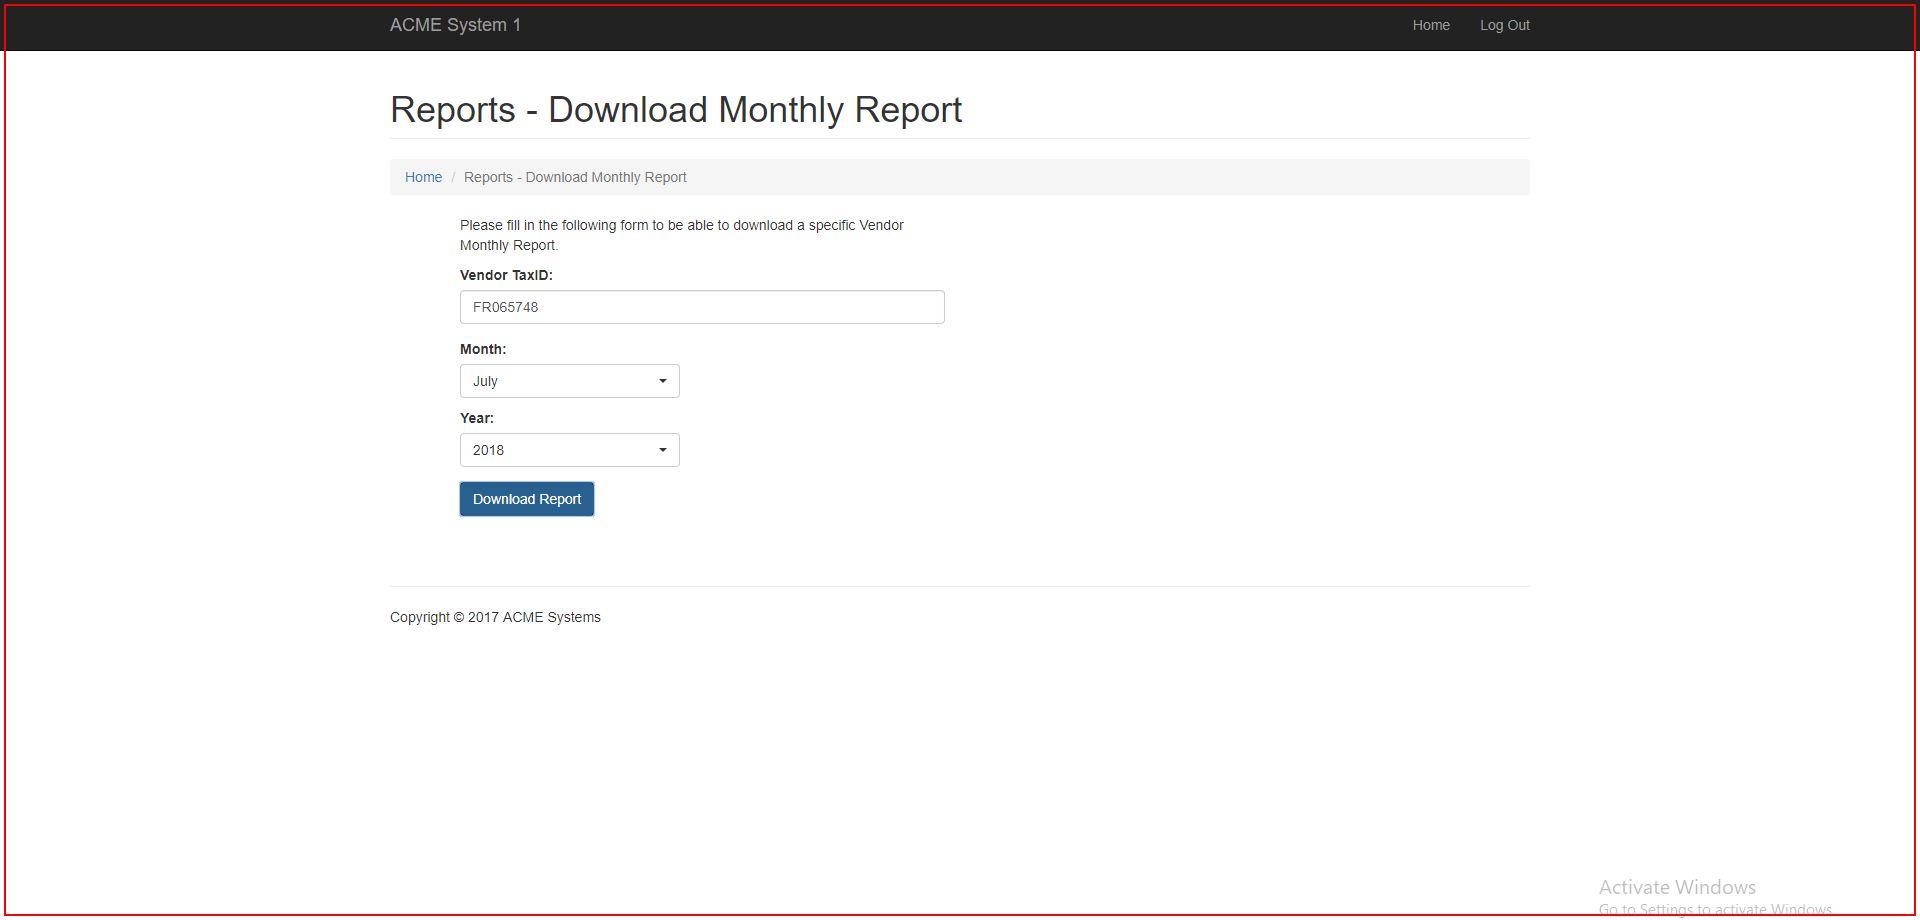 ACME System 1
Home
Log Out
Reports - Download Monthly Report
Home / Reports - Download Monthly Report
Please fill in the following form to be able to download a specific Vendor
Monthly Report.
Vendor TaxID:
FR065748
Month:
July
Year:
2018
Download Report
Copyright © 2017 ACME Systems
Activate Windows
Go to Settings to activate Windows.